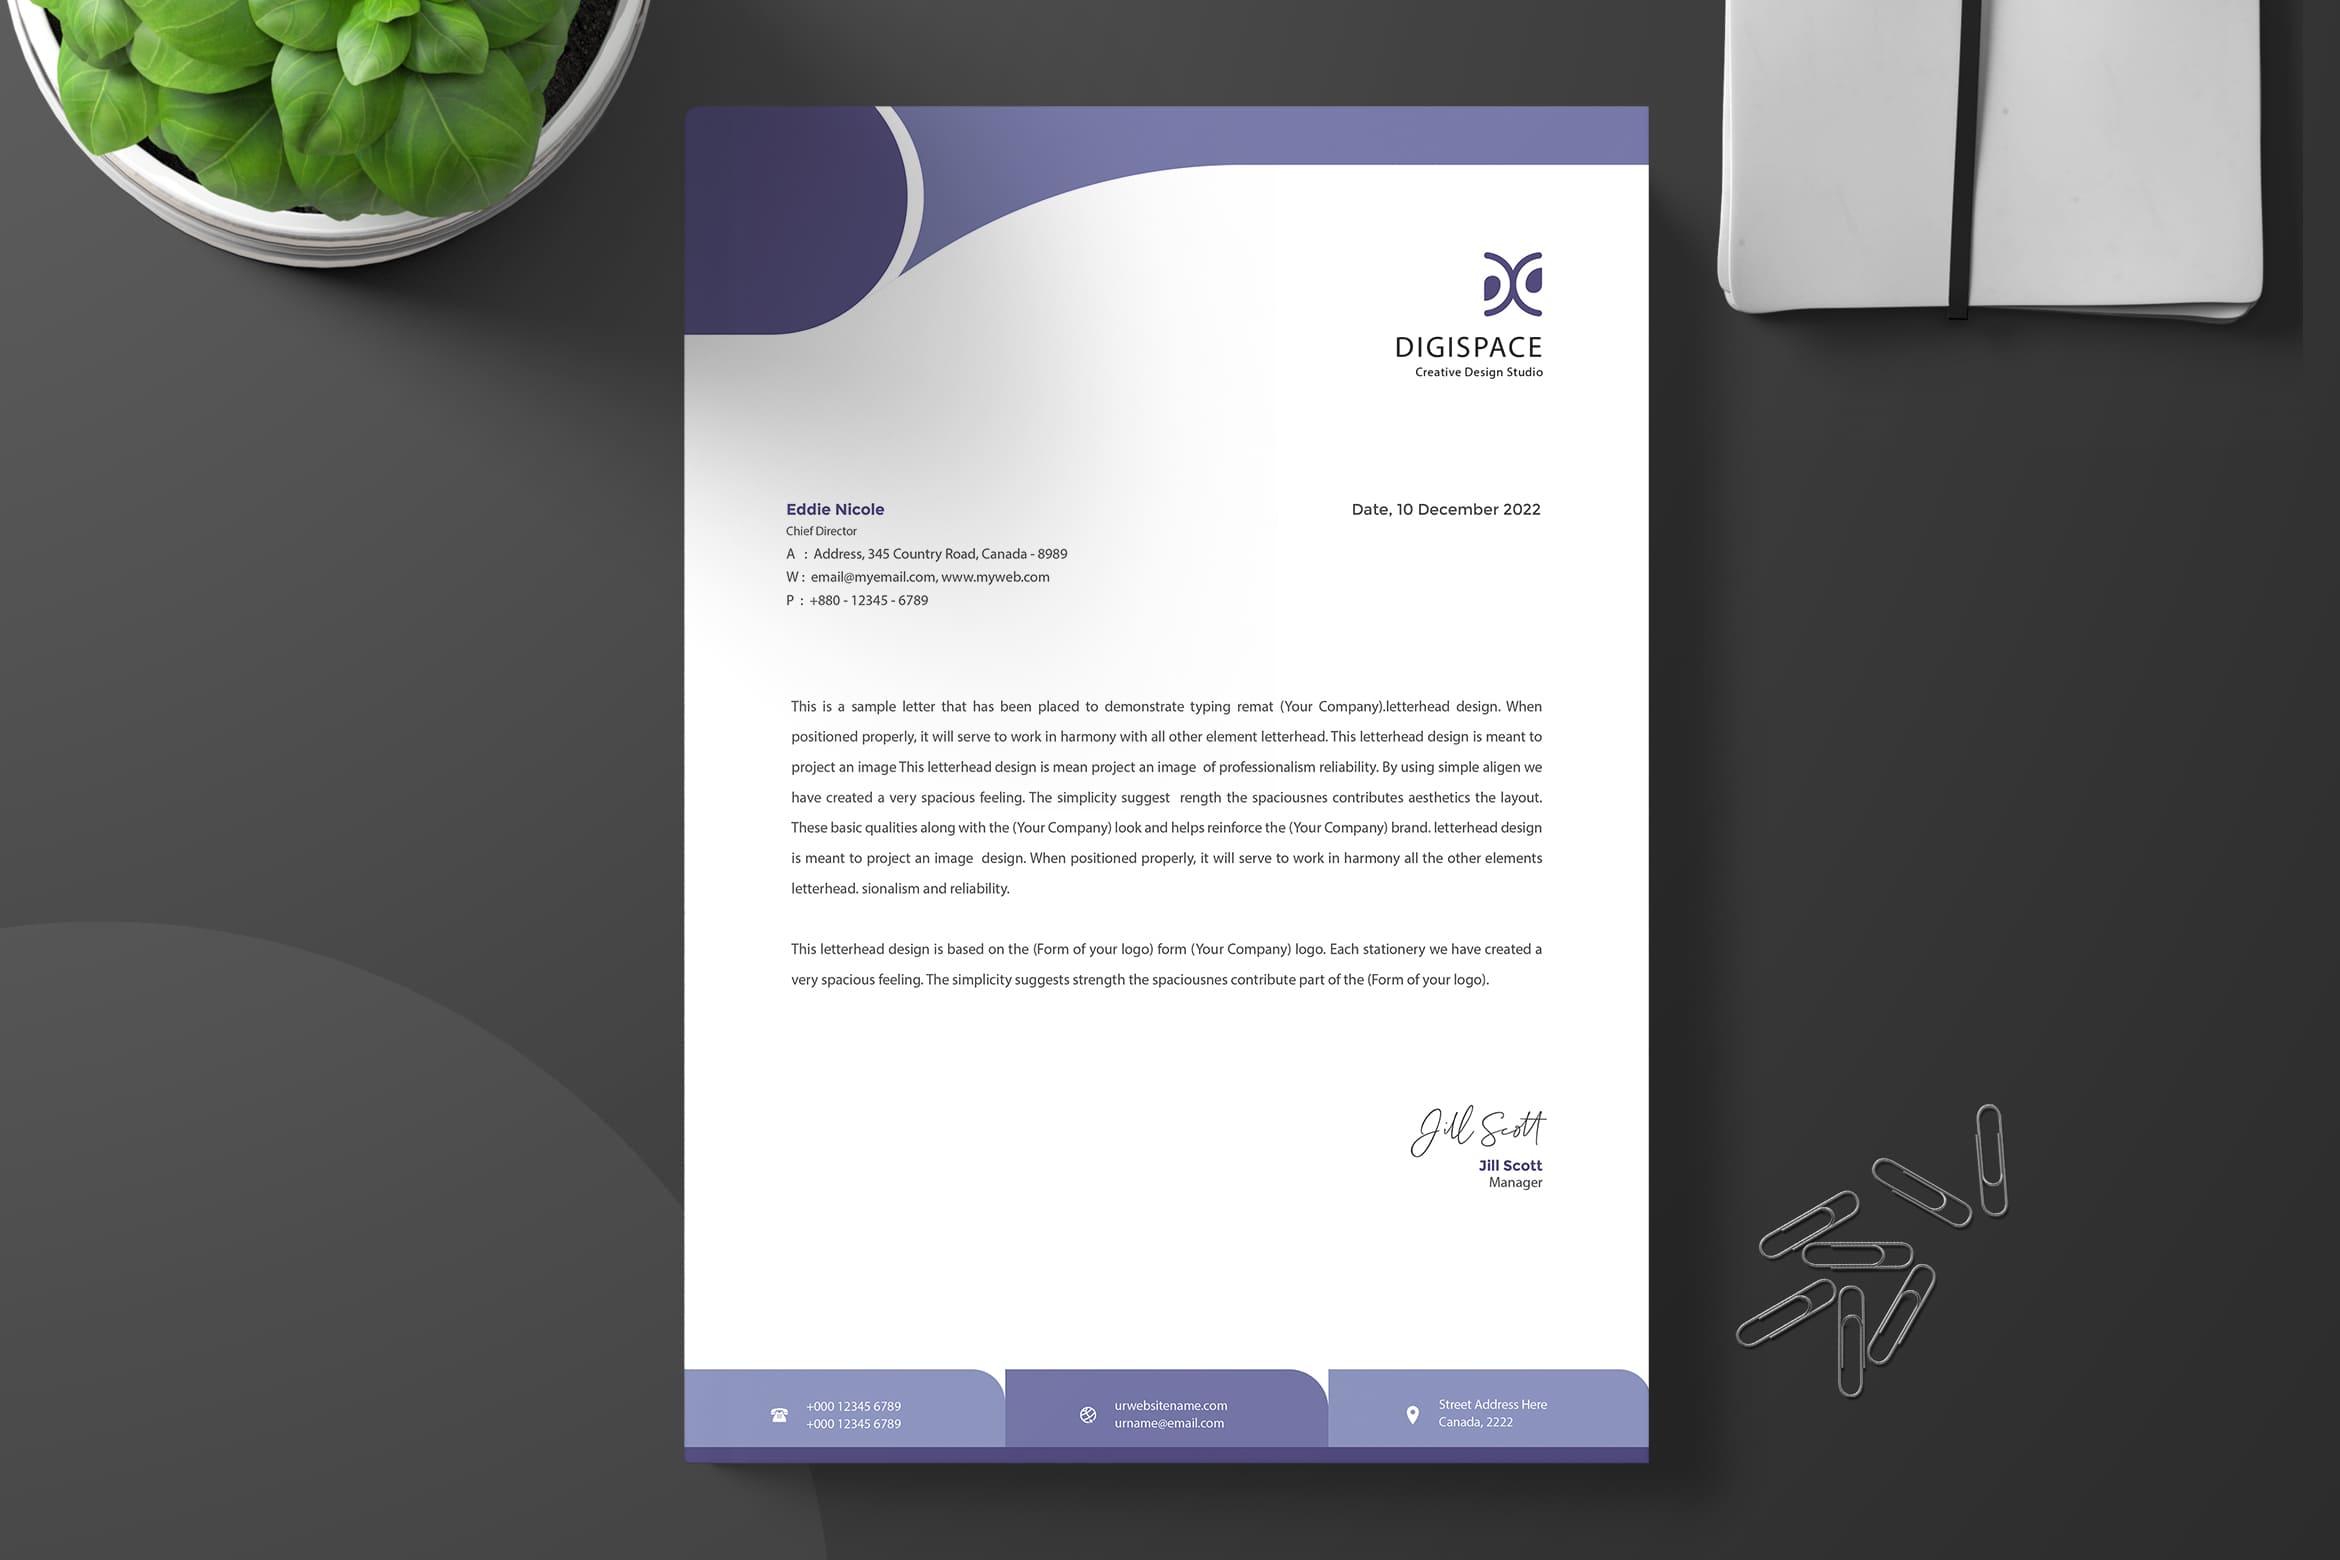 DIGISPACE
Creative Design Studio
Eddie Nicole
Date, 10 December 2022
Chief Director
A : Address, 345 Country Road, Canada - 8989
W : email@myemail.com, www.myweb.com
P : +880 - 12345 - 6789
This is a sample letter that has been placed to demonstrate typing remat (Your Company).letterhead design. When
positioned properly, it will serve to work in harmony with all other element letterhead. This letterhead design is meant to
project an image This letterhead design is mean project an image of professionalism reliability. By using simple aligen we
have created a very spacious feeling. The simplicity suggest rength the spaciousnes contributes aesthetics the layout.
These basic qualities along with the (Your Company) look and helps reinforce the (Your Company) brand. letterhead design
is meant to project an image design. When positioned properly, it will serve to work in harmony all the other elements
letterhead. sionalism and reliability.
This letterhead design is based on the (Form of your logo) form (Your Company) logo. Each stationery we have created a
very spacious feeling. The simplicity suggests strength the spaciousnes contribute part of the (Form of your logo).
Jill Scott
Jill Scott
Manager
+000 12345 6789
+000 12345 6789
urwebsitename.com
urname@email.com
Street Address Here
Canada, 2222